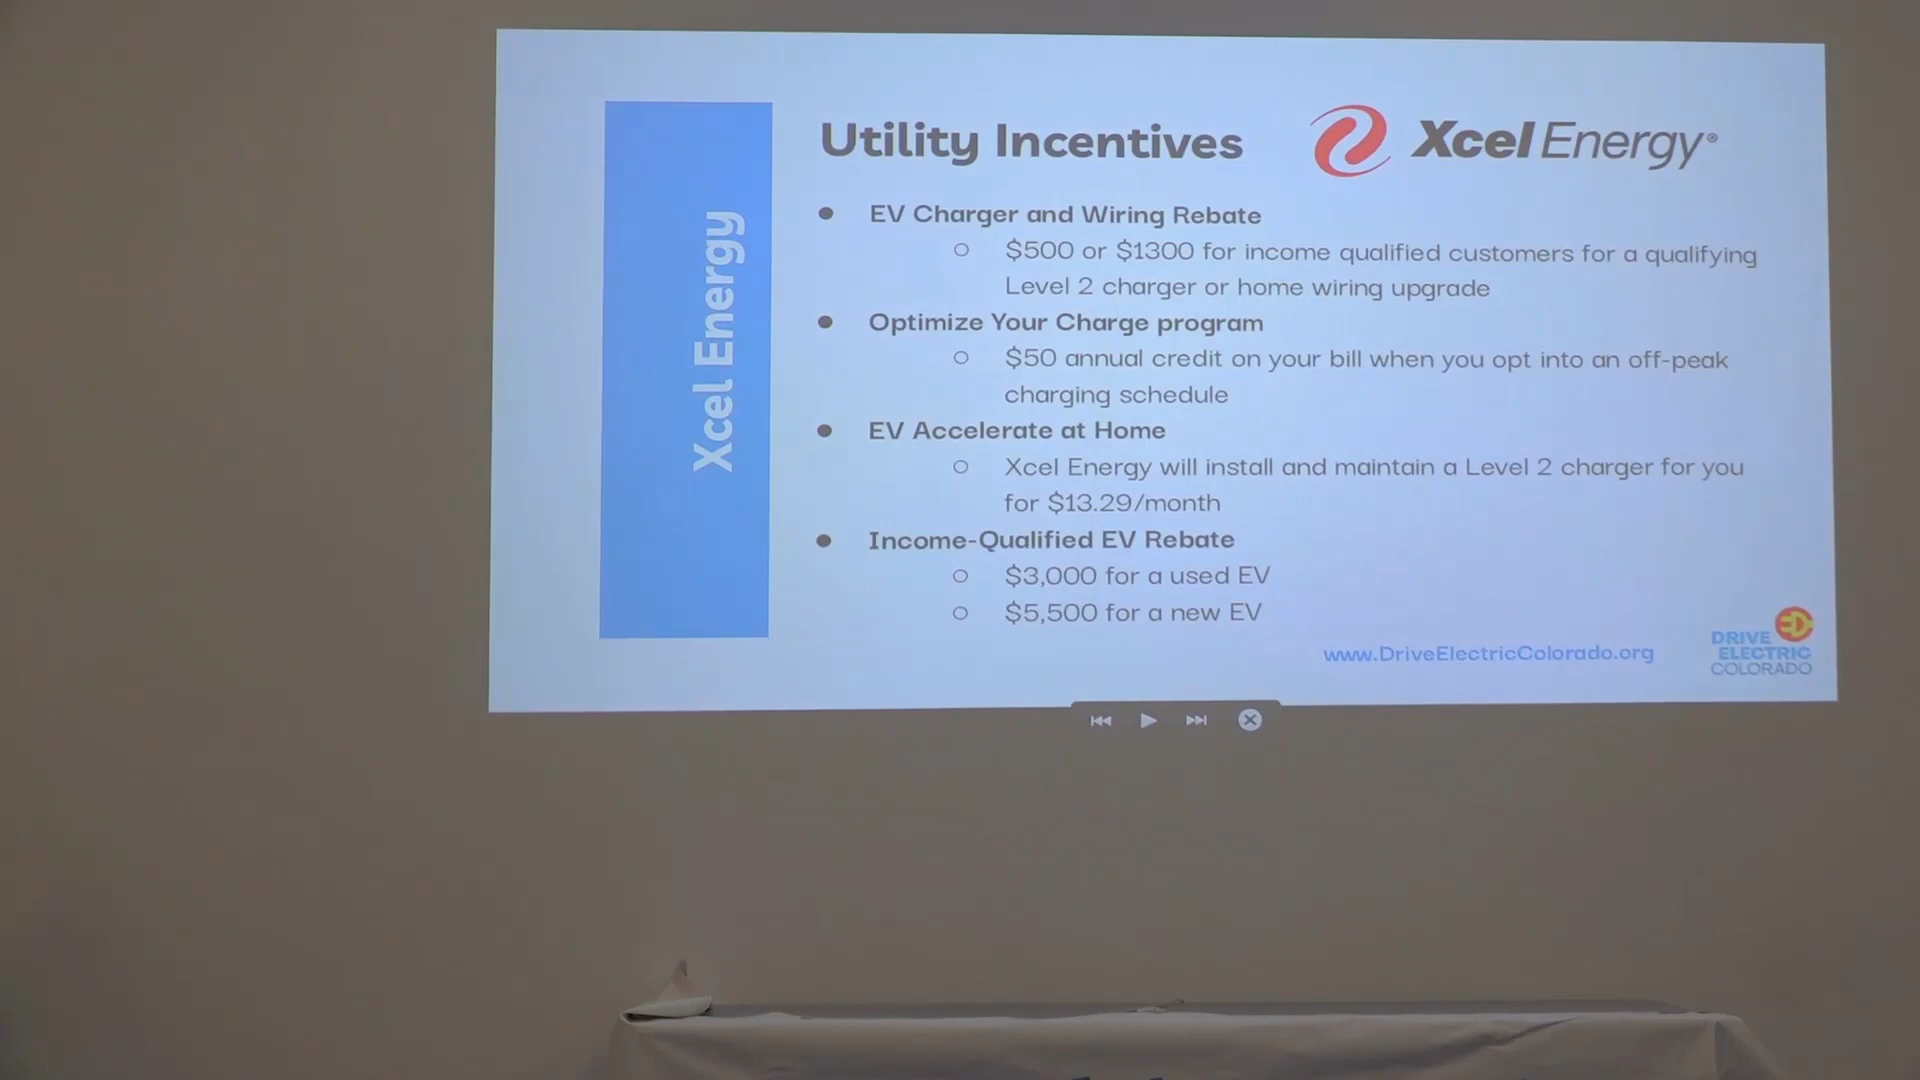 Utility Incentives
Xcel Energy®
Xcel Energy
● EV Charger and Wiring Rebate
○ $500 or $1300 for income qualified customers for a qualifying
Level 2 charger or home wiring upgrade
● Optimize Your Charge program
○ $50 annual credit on your bill when you opt into an off-peak
charging schedule
● EV Accelerate at Home
○ Xcel Energy will install and maintain a Level 2 charger for you
for $13.29/month
● Income-Qualified EV Rebate
○ $3,000 for a used EV
○ $5,500 for a new EV
www.DriveElectricColorado.org
DRIVE
ELECTRIC
COLORADO